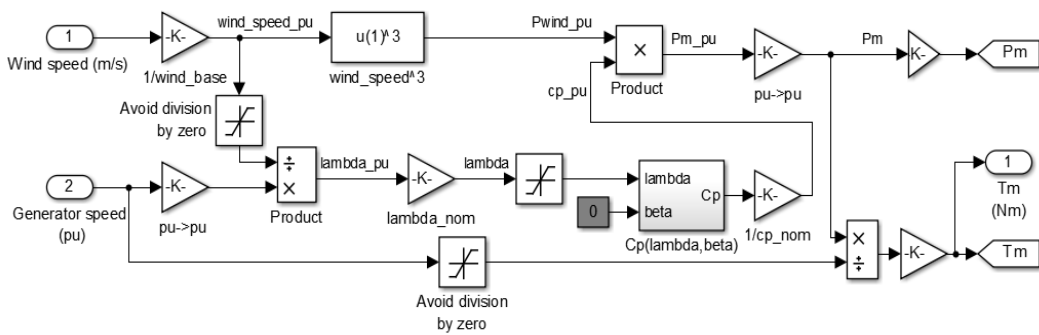 1
Wind speed (m/s)
-K-
1/wind_base
wind_speed_pu
u(1)^3
wind_speed^3
Pwind_pu
×
Product
Pm_pu
-K-
pu->pu
Pm
K-
Pm
Avoid division
by zero
cp_pu
2
Generator speed
(pu)
-K-
pu->pu
÷
×
Product
lambda_pu
-K-
lambda_nom
lambda
0
lambda
beta
Cp
Cp(lambda,beta)
-K-
1/cp_nom
1
Tm
(Nm)
×
÷
-K-
Tm
Avoid division
by zero